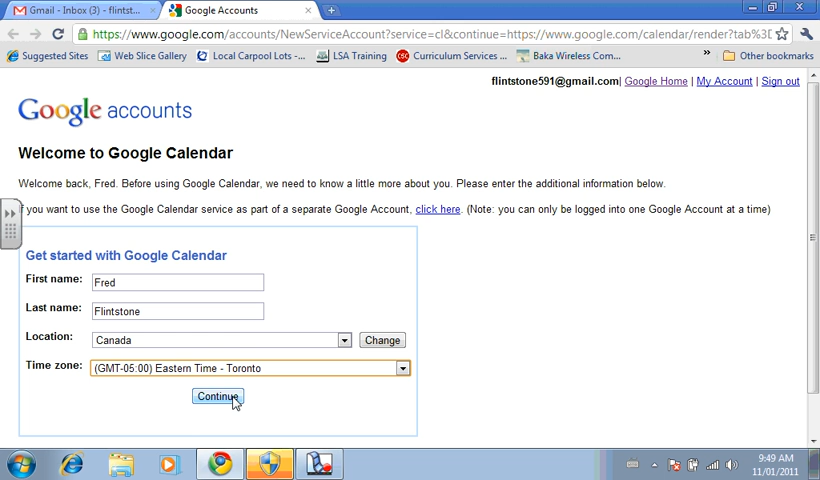 Gmail - Inbox (3) - flintst...
Google Accounts
https://www.google.com/accounts/NewServiceAccount?service=cl&continue=https://www.google.com/calendar/render?tab%3D
Suggested Sites
Web Slice Gallery
Local Carpool Lots -...
LSA Training
CSC
Curriculum Services ...
Baka Wireless Com...
»
Other bookmarks
flintstone591@gmail.com| Google Home | My Account | Sign out
Google accounts
Welcome to Google Calendar
Welcome back, Fred. Before using Google Calendar, we need to know a little more about you. Please enter the additional information below.
If you want to use the Google Calendar service as part of a separate Google Account, click here. (Note: you can only be logged into one Google Account at a time)
Get started with Google Calendar
First name: Fred
Last name: Flintstone
Location: Canada Change
Time zone: (GMT-05:00) Eastern Time - Toronto
Continue
9:49 AM
11/01/2011